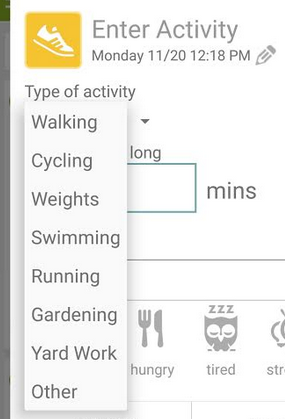 Enter Activity
Monday 11/20 12:18 PM
Type of activity
Walking
long
Cycling
mins
Weights
Swimming
Running
Gardening
zzz
Yard Work
hungry tired
Other